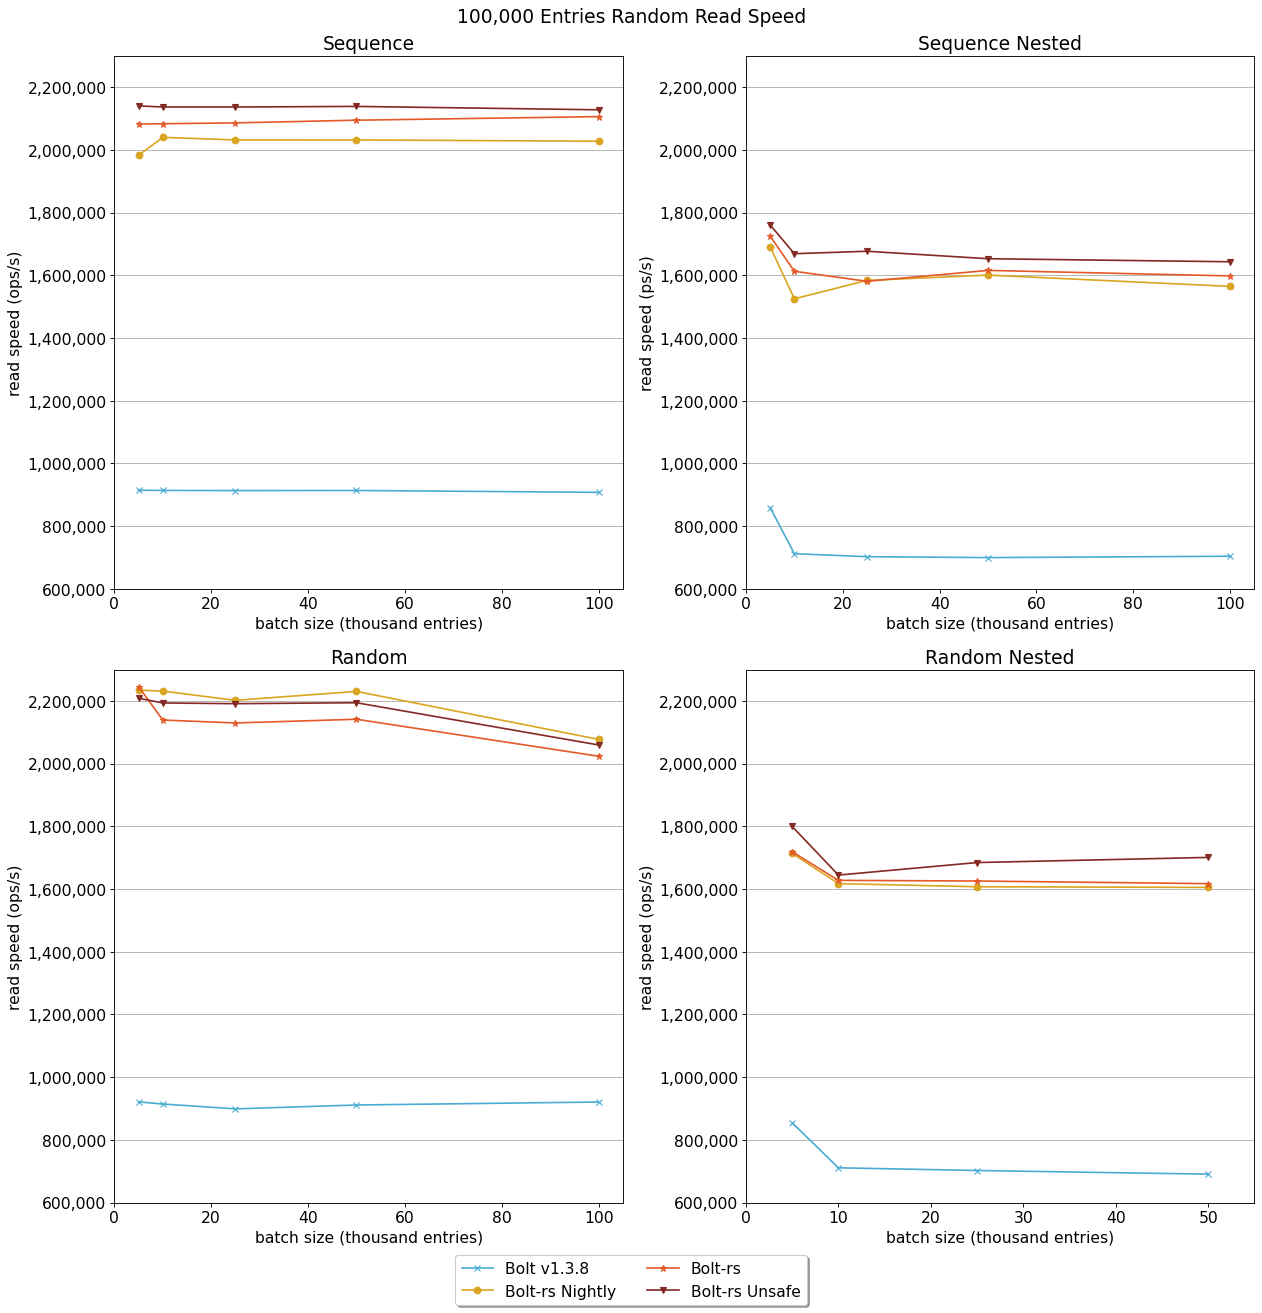 100,000 Entries Random Read Speed
Sequence
2,200,000
2,000,000
1,800,000
1,600,000
1,400,000
1,200,000
1,000,000
800,000
600,000
read speed (ops/s)
0 20 40 60 80 100
batch size (thousand entries)
Sequence Nested
2,200,000
2,000,000
1,800,000
1,600,000
1,400,000
1,200,000
1,000,000
800,000
600,000
read speed (ps/s)
0 20 40 60 80 100
batch size (thousand entries)
Random
2,200,000
2,000,000
1,800,000
1,600,000
1,400,000
1,200,000
1,000,000
800,000
600,000
read speed (ops/s)
0 20 40 60 80 100
batch size (thousand entries)
Random Nested
2,200,000
2,000,000
1,800,000
1,600,000
1,400,000
1,200,000
1,000,000
800,000
600,000
read speed (ops/s)
0 10 20 30 40 50
batch size (thousand entries)
Bolt v1.3.8
Bolt-rs Nightly
Bolt-rs
Bolt-rs Unsafe